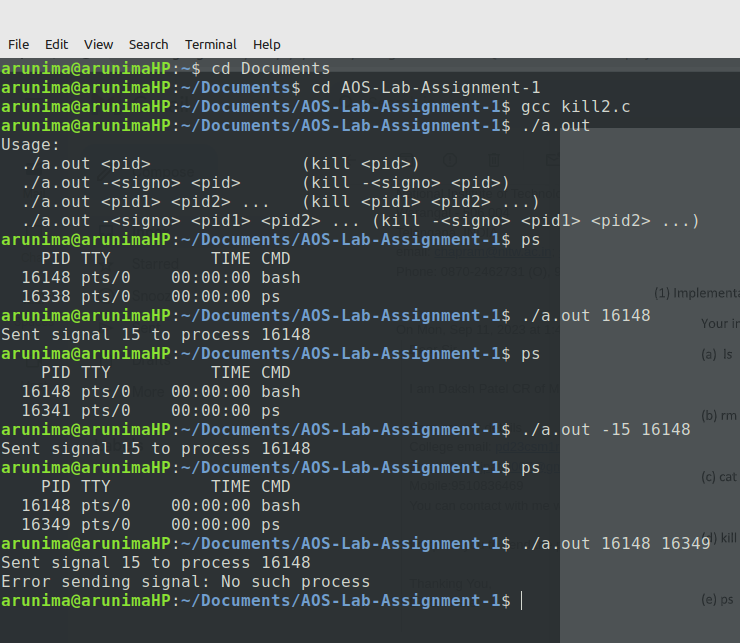 File Edit View Search Terminal Help
arunima@arunimaHP:~$ cd Documents
arunima@arunimaHP:~/Documents$ cd AOS-Lab-Assignment-1
arunima@arunimaHP:~/Documents/AOS-Lab-Assignment-1$ gcc kill2.c
arunima@arunimaHP:~/Documents/AOS-Lab-Assignment-1$ ./a.out
Usage:
  ./a.out <pid>               (kill <pid>)
  ./a.out -<signo> <pid>      (kill -<signo> <pid>)
  ./a.out <pid1> <pid2> ...   (kill <pid1> <pid2> ...)
  ./a.out -<signo> <pid1> <pid2> ... (kill -<signo> <pid1> <pid2> ...)
arunima@arunimaHP:~/Documents/AOS-Lab-Assignment-1$ ps
    PID TTY          TIME CMD
  16148 pts/0    00:00:00 bash
  16338 pts/0    00:00:00 ps
arunima@arunimaHP:~/Documents/AOS-Lab-Assignment-1$ ./a.out 16148
Sent signal 15 to process 16148
arunima@arunimaHP:~/Documents/AOS-Lab-Assignment-1$ ps
    PID TTY          TIME CMD
  16148 pts/0    00:00:00 bash
  16341 pts/0    00:00:00 ps
arunima@arunimaHP:~/Documents/AOS-Lab-Assignment-1$ ./a.out -15 16148
Sent signal 15 to process 16148
arunima@arunimaHP:~/Documents/AOS-Lab-Assignment-1$ ps
    PID TTY          TIME CMD
  16148 pts/0    00:00:00 bash
  16349 pts/0    00:00:00 ps
arunima@arunimaHP:~/Documents/AOS-Lab-Assignment-1$ ./a.out 16148 16349
Sent signal 15 to process 16148
Error sending signal: No such process
arunima@arunimaHP:~/Documents/AOS-Lab-Assignment-1$
(1) Implementa
Your in
(a) ls
(b) rm
(c) cat
(d) kill
(e) ps